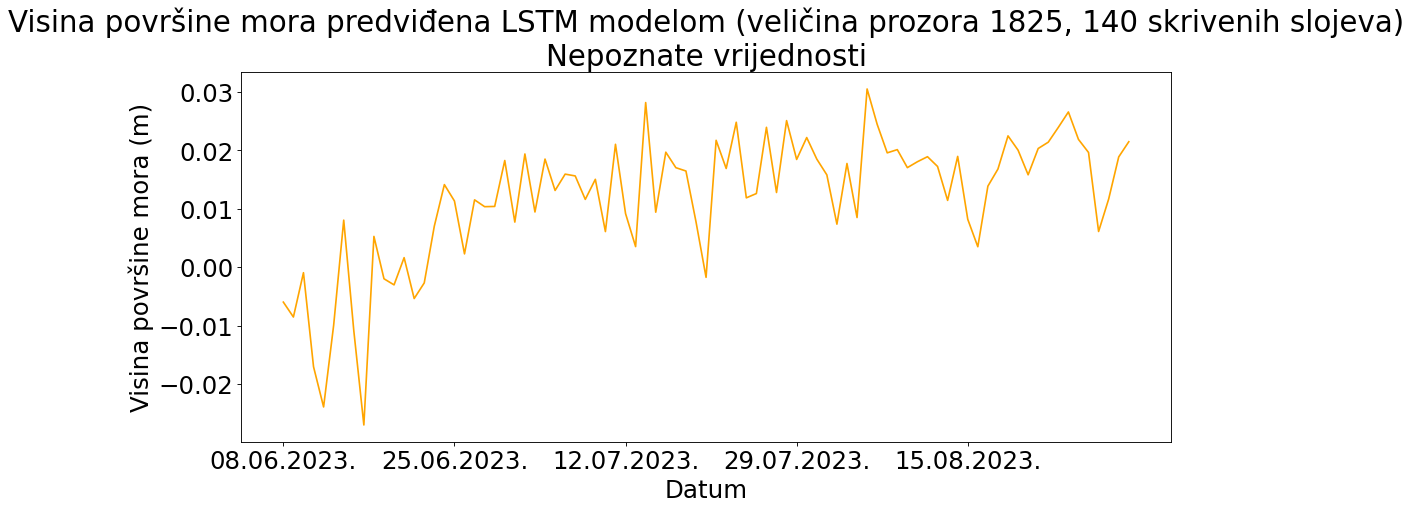 Visina površine mora predviđena LSTM modelom (veličina prozora 1825, 140 skrivenih slojeva)
Nepoznate vrijednosti
Visina površine mora (m)
0.03
0.02
0.01
0.00
−0.01
−0.02
08.06.2023. 25.06.2023. 12.07.2023. 29.07.2023. 15.08.2023.
Datum